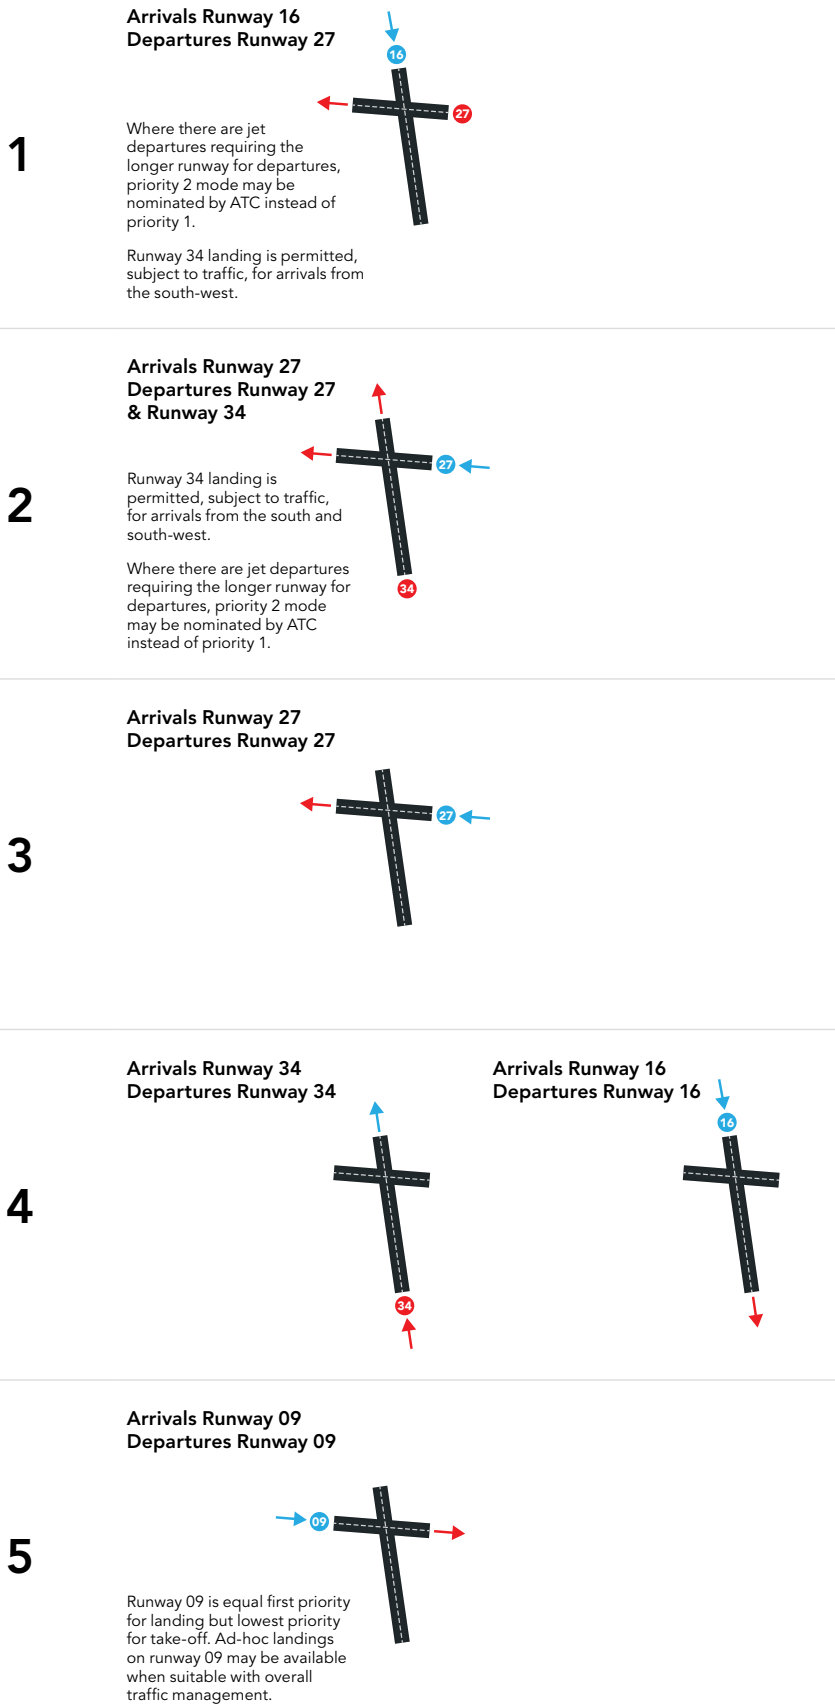 1
Arrivals Runway 16
Departures Runway 27
16
27
Where there are jet
departures requiring the
longer runway for departures,
priority 2 mode may be
nominated by ATC instead of
priority 1.
Runway 34 landing is permitted,
subject to traffic, for arrivals from
the south-west.
2
Arrivals Runway 27
Departures Runway 27
& Runway 34
27
34
Runway 34 landing is
permitted, subject to traffic,
for arrivals from the south and
south-west.
Where there are jet departures
requiring the longer runway for
departures, priority 2 mode
may be nominated by ATC
instead of priority 1.
3
Arrivals Runway 27
Departures Runway 27
27
4
Arrivals Runway 34
Departures Runway 34
34
Arrivals Runway 16
Departures Runway 16
16
5
Arrivals Runway 09
Departures Runway 09
09
Runway 09 is equal first priority
for landing but lowest priority
for take-off. Ad-hoc landings
on runway 09 may be available
when suitable with overall
traffic management.